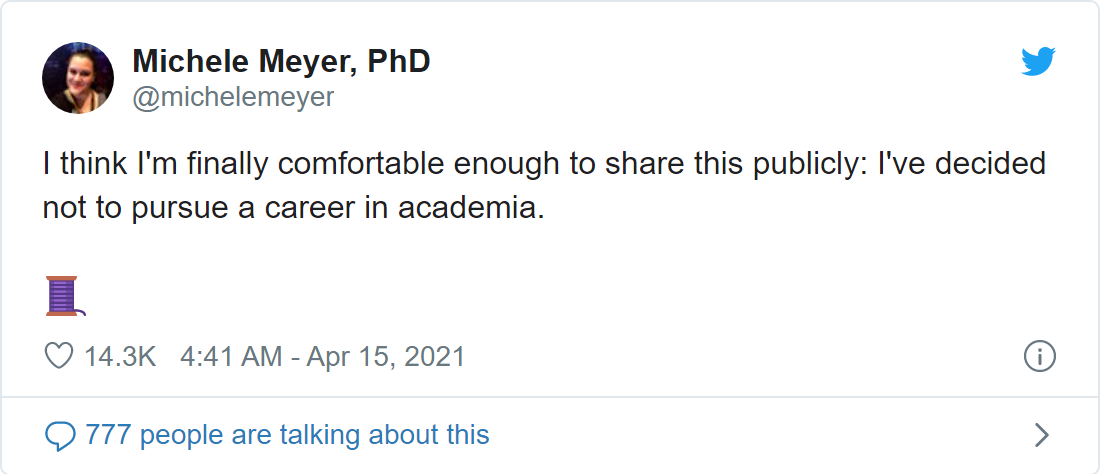 Michele Meyer, PhD
@michelemeyer
I think I'm finally comfortable enough to share this publicly: I've decided
not to pursue a career in academia.
🧵
14.3K 4:41 AM - Apr 15, 2021
777 people are talking about this